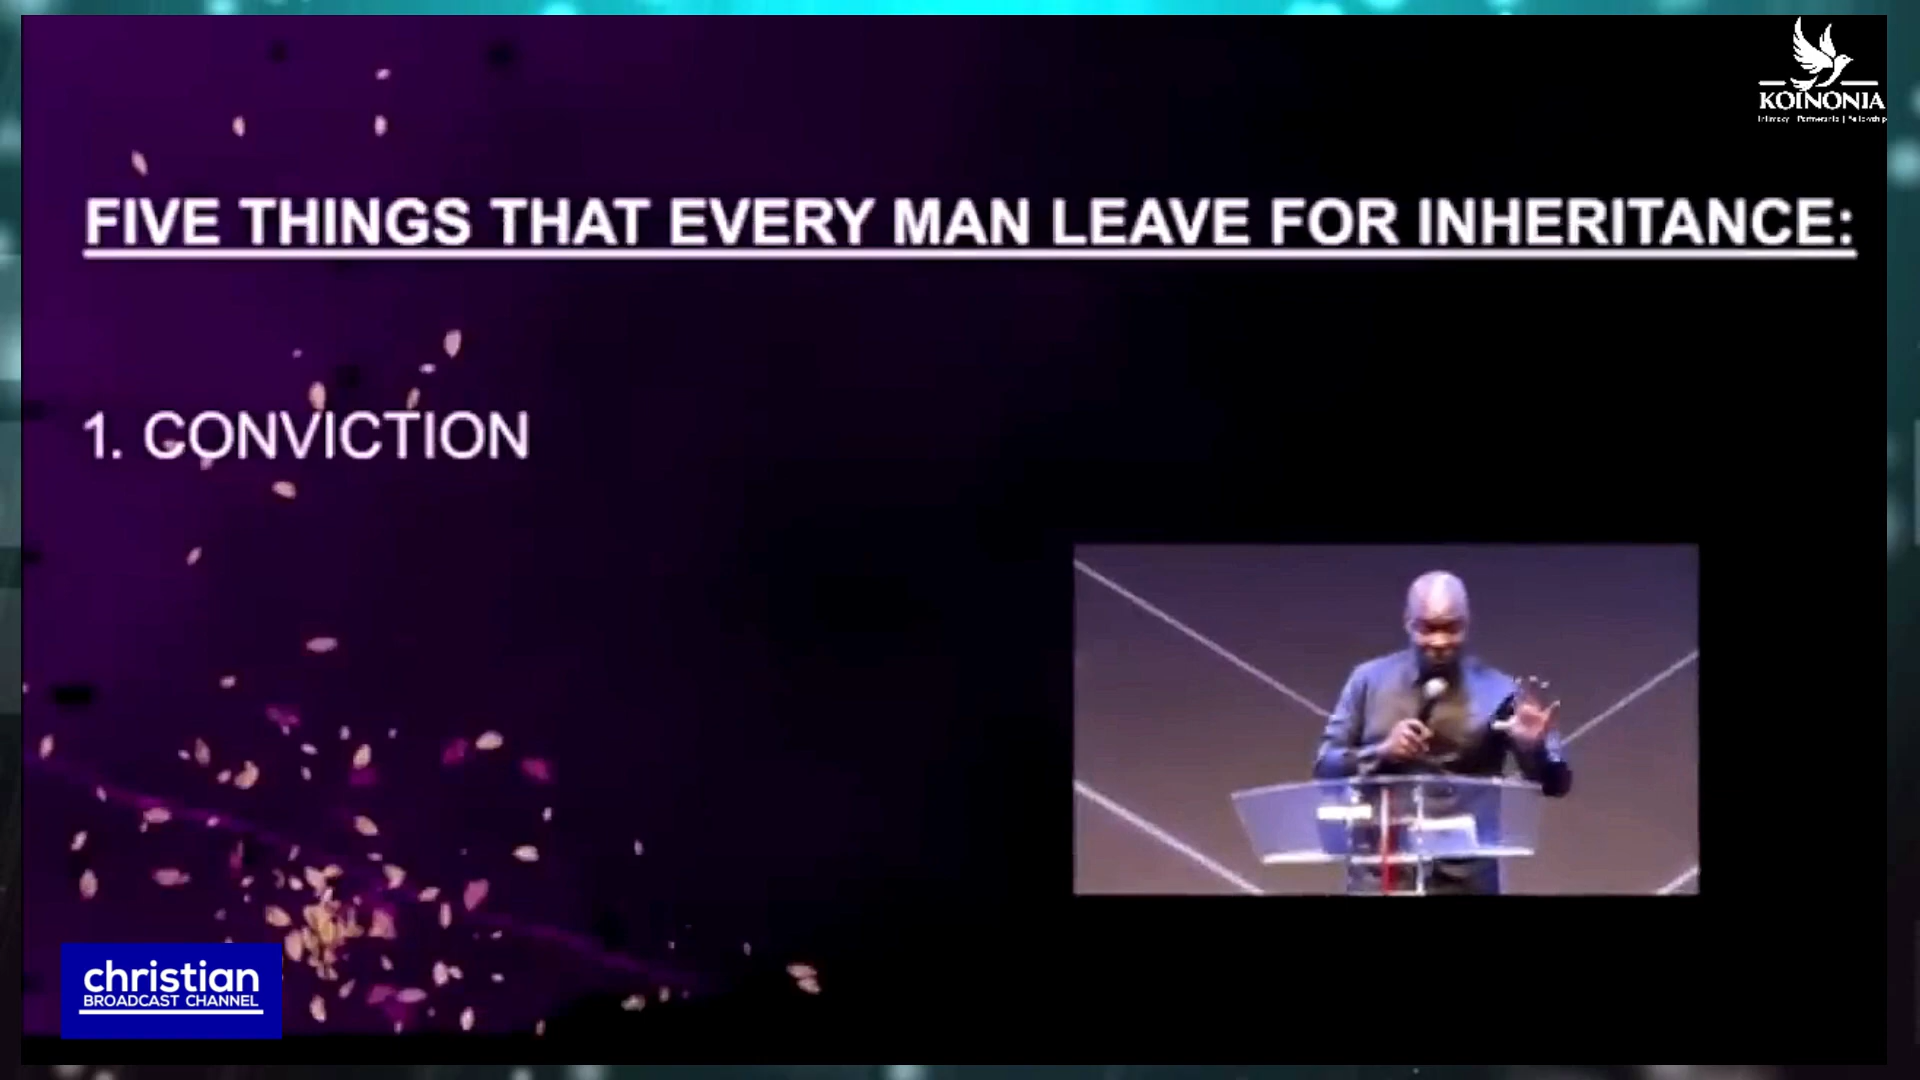 KOINONIA
FIVE THINGS THAT EVERY MAN LEAVE FOR INHERITANCE:
1. CONVICTION
christian
BROADCAST CHANNEL